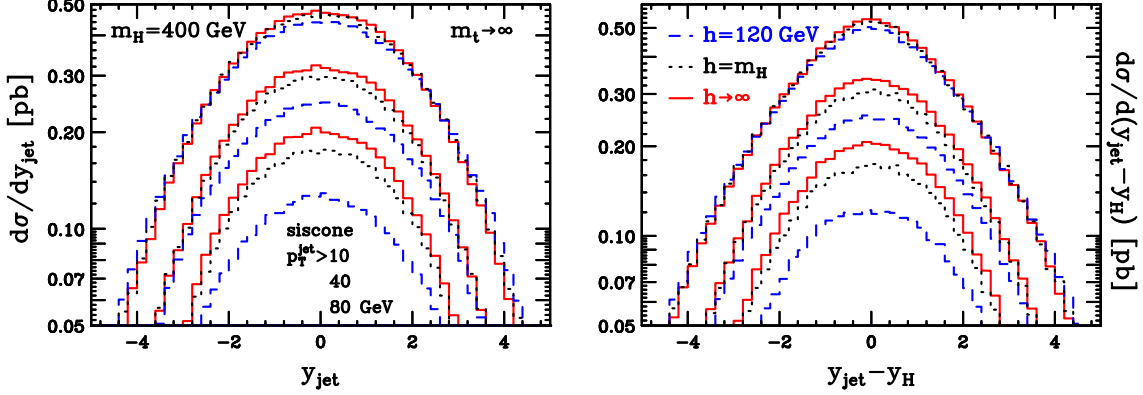 m_H=400 GeV m_t→∞
siscone
p_T^jet>10
40
80 GeV
0.50
0.30
0.20
0.10
0.07
0.05
dσ/dy_jet [pb]
−4 −2 0 2 4
y_jet
h=120 GeV
h=m_H
h→∞
0.50
0.30
0.20
0.10
0.07
0.05
dσ/d(y_jet−y_H) [pb]
−4 −2 0 2 4
y_jet−y_H